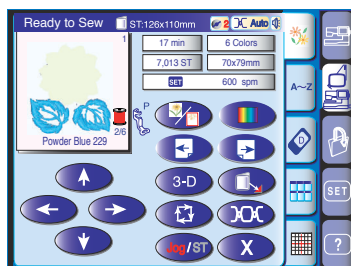 Ready to Sew
ST:126x110mm
2
Auto
1
17 min
6 Colors
7,013 ST
70x79mm
SET
600 spm
P
2/6
Powder Blue 229
3-D
Jog/ST
X
A~Z
D
SET
?